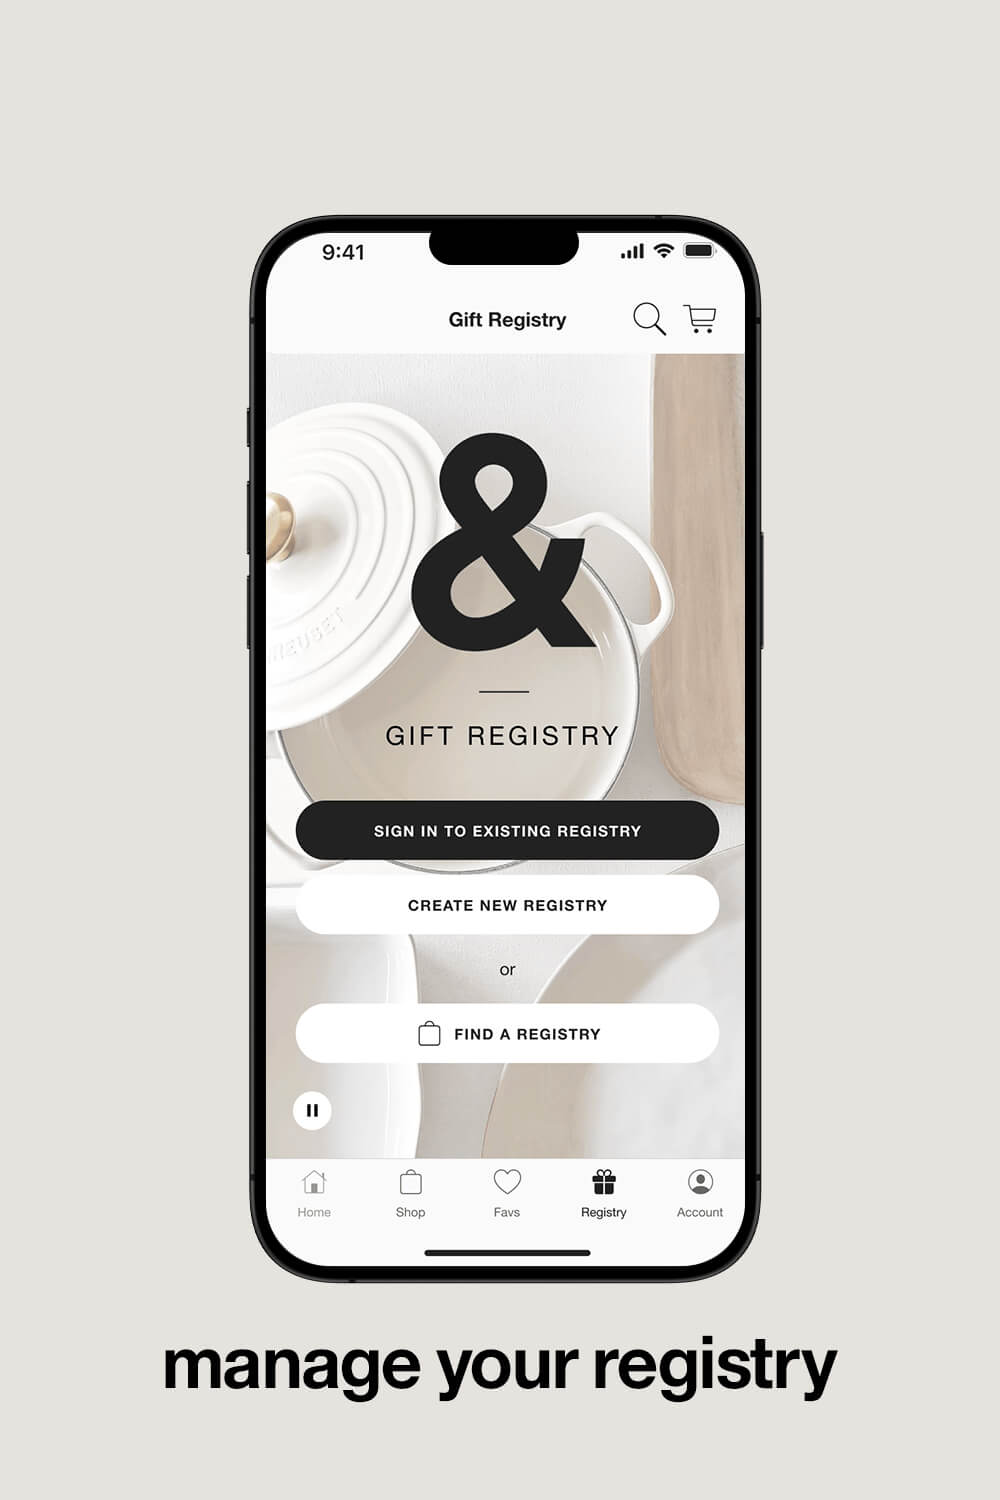 9:41
Gift Registry
&
CREUSET
GIFT REGISTRY
SIGN IN TO EXISTING REGISTRY
CREATE NEW REGISTRY
or
FIND A REGISTRY
Home
Shop
Favs
Registry
Account
manage your registry